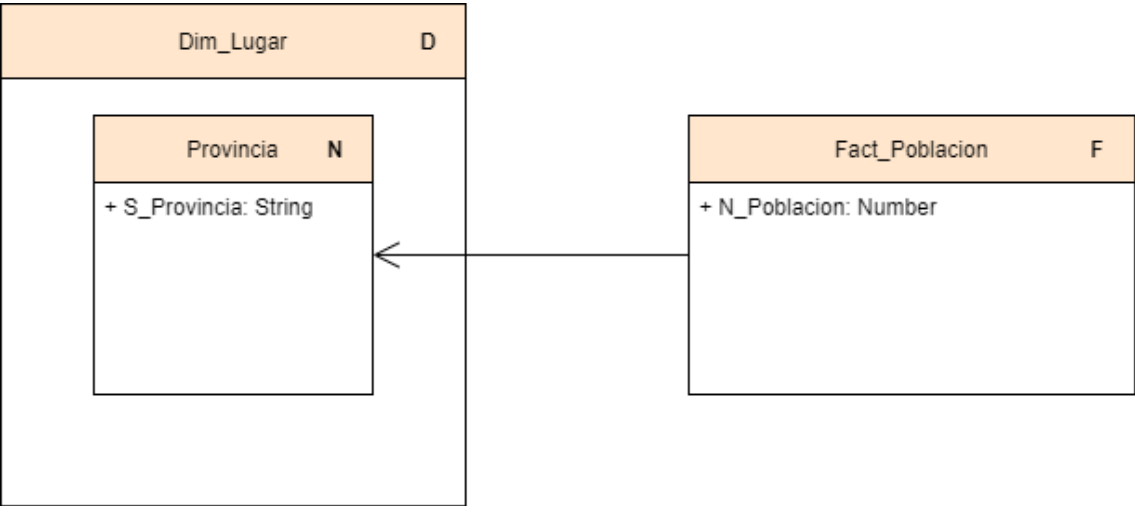 Dim_Lugar D
Provincia N
+ S_Provincia: String
Fact_Poblacion F
+ N_Poblacion: Number